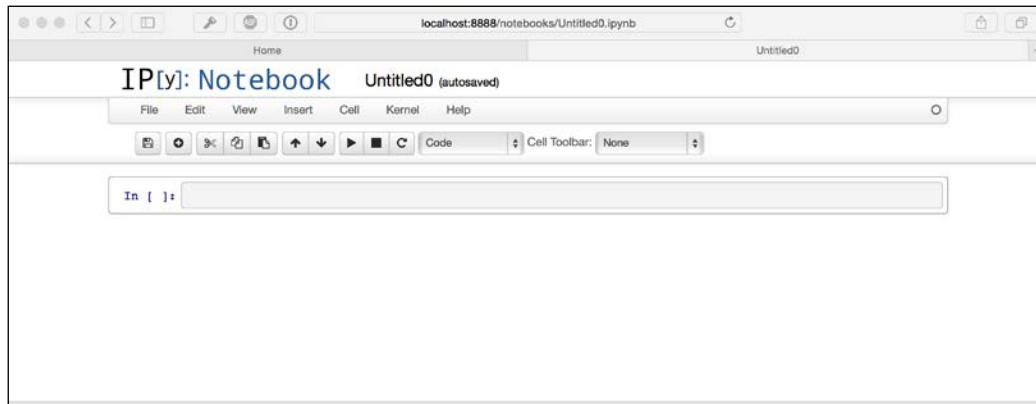 localhost:8888/notebooks/Untitled0.ipynb
Home Untitled0
IP[y]: Notebook Untitled0 (autosaved)
File Edit View Insert Cell Kernel Help
Code Cell Toolbar: None
In [ ]: